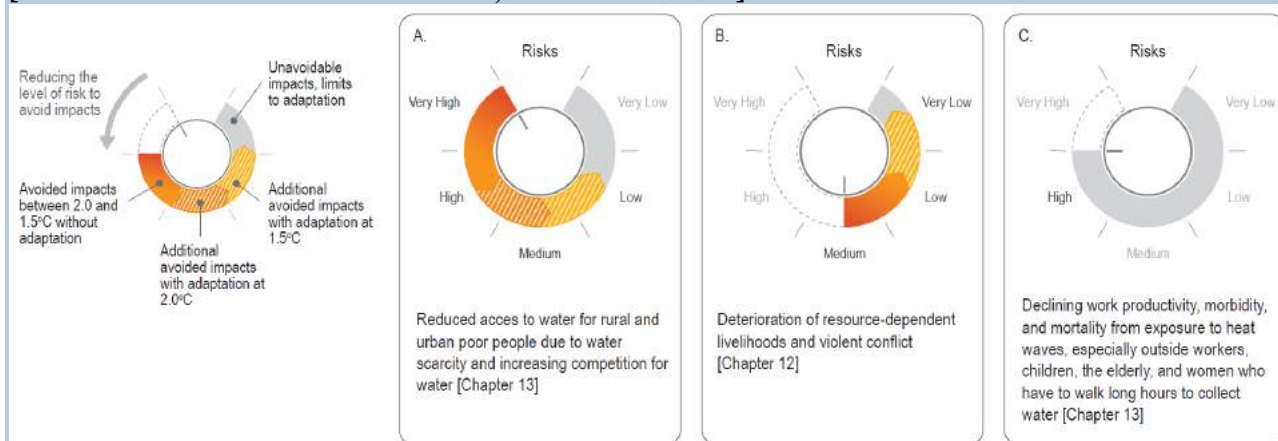 Reducing the
level of risk to
avoid impacts
Unavoidable
impacts, limits
to adaptation
Avoided impacts
between 2.0 and
1.5°C without
adaptation
Additional
avoided impacts
with adaptation at
1.5°C
Additional
avoided impacts
with adaptation at
2.0°C
A.
Risks
Very High
Very Low
High
Low
Medium
Reduced acces to water for rural and
urban poor people due to water
scarcity and increasing competition for
water [Chapter 13]
B.
Risks
Very High
Very Low
High
Low
Medium
Deterioration of resource-dependent
livelihoods and violent conflict
[Chapter 12]
C.
Risks
Very High
Very Low
High
Low
Medium
Declining work productivity, morbidity,
and mortality from exposure to heat
waves, especially outside workers,
children, the elderly, and women who
have to walk long hours to collect
water [Chapter 13]